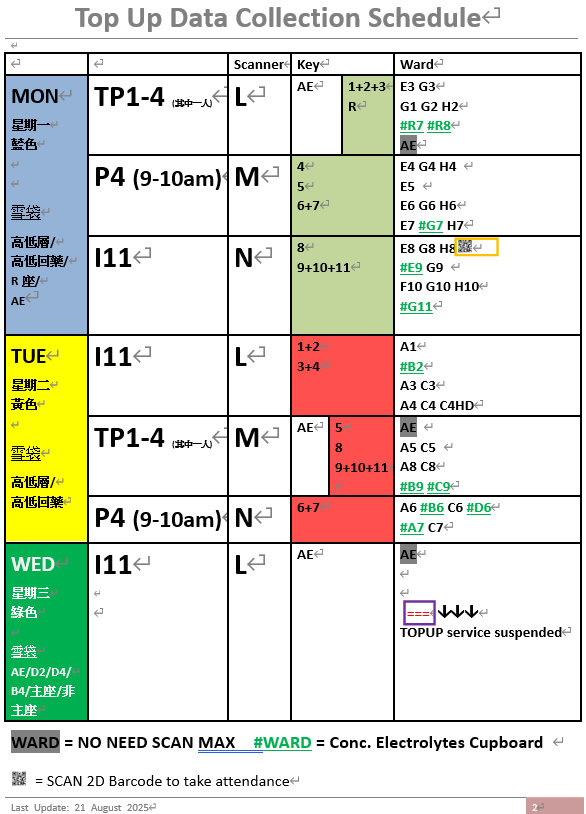 Top Up Data Collection Schedule
Scanner Key Ward
MON
星期一
藍色
雪袋
高低層/
高低回藥/
R 座/
AE
TP1-4 (其中一人) L
AE
1+2+3
R
E3 G3
G1 G2 H2
#R7 #R8
AE
P4 (9-10am) M
4
5
6+7
E4 G4 H4
E5
E6 G6 H6
E7 #G7 H7
I11 N
8
9+10+11
E8 G8 H8
#E9 G9
F10 G10 H10
#G11
TUE
星期二
黃色
雪袋
高低層/
高低回藥
I11 L
1+2
3+4
A1
#B2
A3 C3
A4 C4 C4HD
TP1-4 (其中一人) M
AE
5
8
9+10+11
AE
A5 C5
A8 C8
#B9 #C9
P4 (9-10am) N
6+7
A6 #B6 C6 #D6
#A7 C7
WED
星期三
綠色
雪袋
AE/D2/D4/
B4/主座/非
主座
I11 L
AE
AE
===↓↓↓
TOPUP service suspended
WARD = NO NEED SCAN MAX #WARD = Conc. Electrolytes Cupboard
= SCAN 2D Barcode to take attendance
Last Update: 21 August 2025
2